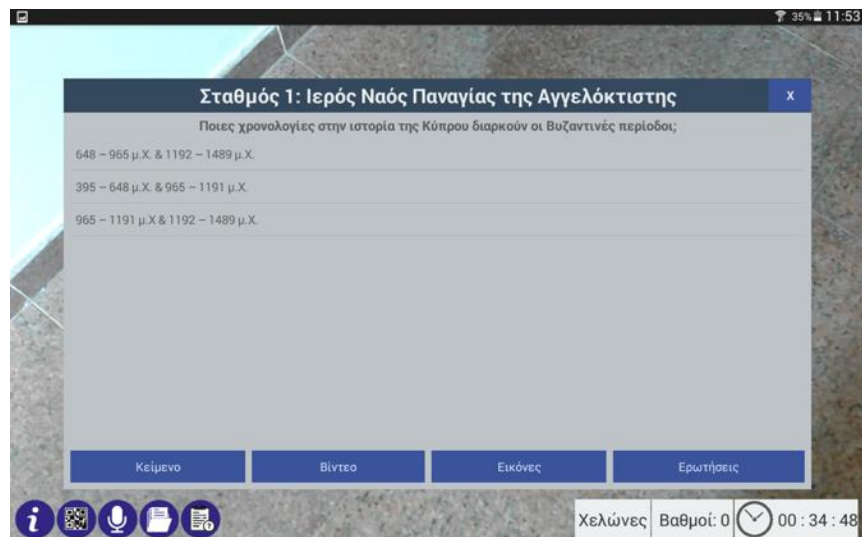 35% 11:53
Σταθμός 1: Ιερός Ναός Παναγίας της Αγγελόκτιστης X
Ποιες χρονολογίες στην ιστορία της Κύπρου διαρκούν οι Βυζαντινές περίοδοι;
648 – 965 μ.Χ. & 1192 – 1489 μ.Χ.
395 – 648 μ.Χ. & 965 – 1191 μ.Χ.
965 – 1191 μ.Χ & 1192 – 1489 μ.Χ.
Κείμενο Βίντεο Εικόνες Ερωτήσεις
Χελώνες Βαθμοί: 0 00 : 34 : 48